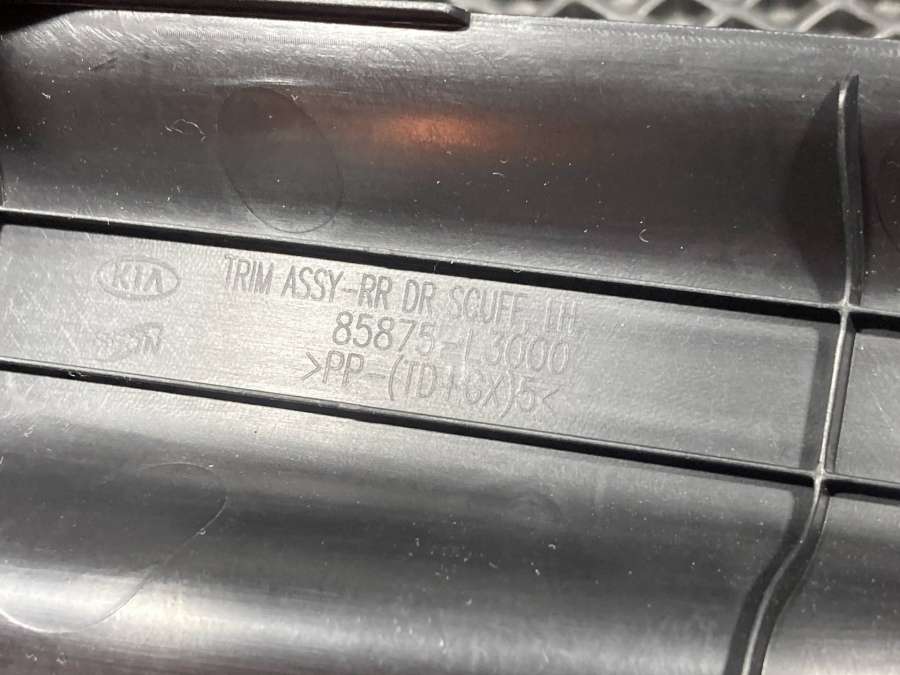 KIA
TRIM ASSY-RR DR SCUFF, LH
85875-L3000
>PP-(TD+GX)5<